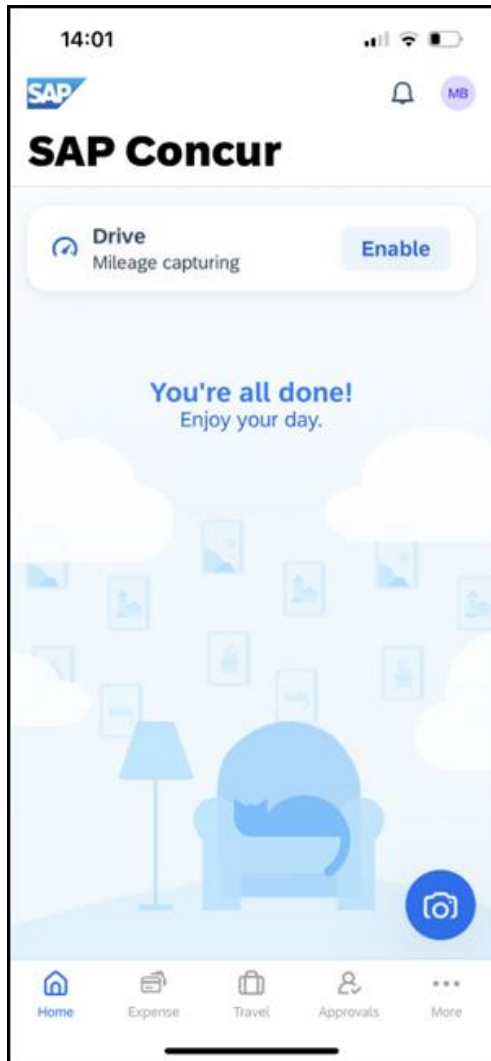 14:01
SAP
MB
SAP Concur
Drive
Mileage capturing
Enable
You're all done!
Enjoy your day.
Home
Expense
Travel
Approvals
More